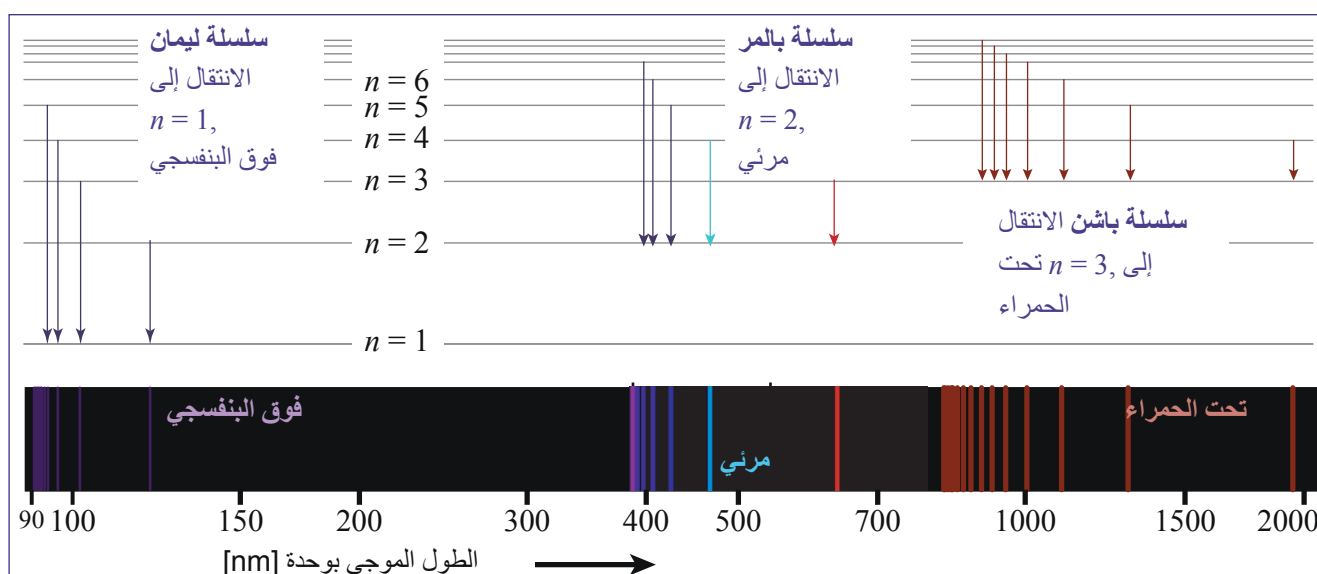 سلسلة ليمان
الانتقال إلى
n = 1,
فوق البنفسجي
n = 6
n = 5
n = 4
n = 3
n = 2
n = 1
سلسلة بالمر
الانتقال إلى
n = 2,
مرئي
سلسلة باشن الانتقال
إلى n = 3, تحت
الحمراء
فوق البنفسجي
مرئي
تحت الحمراء
90 100 150 200 300 400 500 700 1000 1500 2000
الطول الموجي بوحدة [nm]